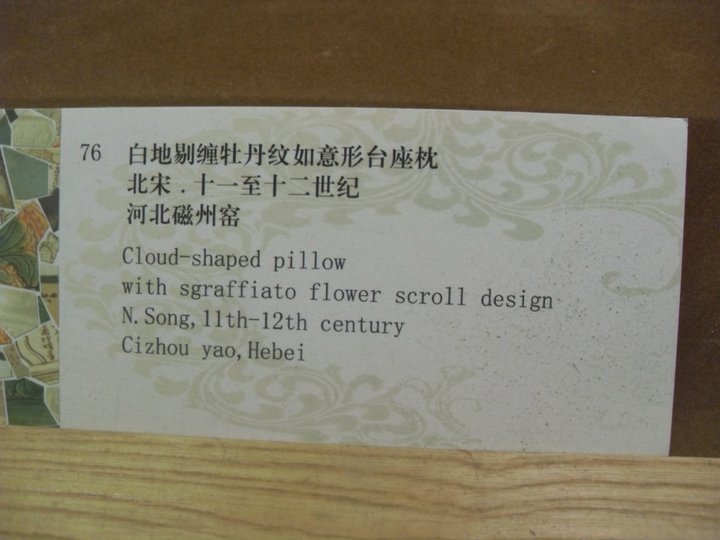 76 白地剔缠牡丹纹如意形台座枕
北宋．十一至十二世纪
河北磁州窑
Cloud-shaped pillow
with sgraffiato flower scroll design
N.Song,11th-12th century
Cizhou yao,Hebei